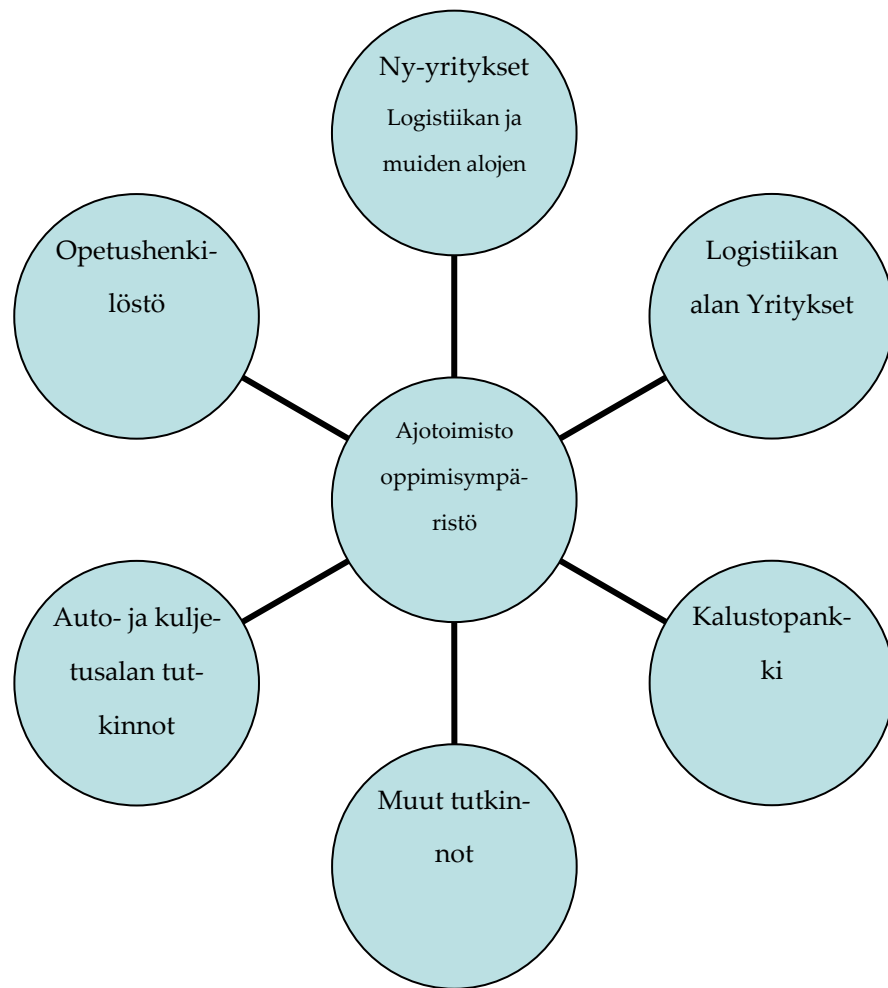 Ny-yritykset
Logistiikan ja
muiden alojen
Opetushenki-
löstö
Logistiikan
alan Yritykset
Ajotoimisto
oppimisympä-
ristö
Auto- ja kulje-
tusalan tut-
kinnot
Kalustopank-
ki
Muut tutkin-
not